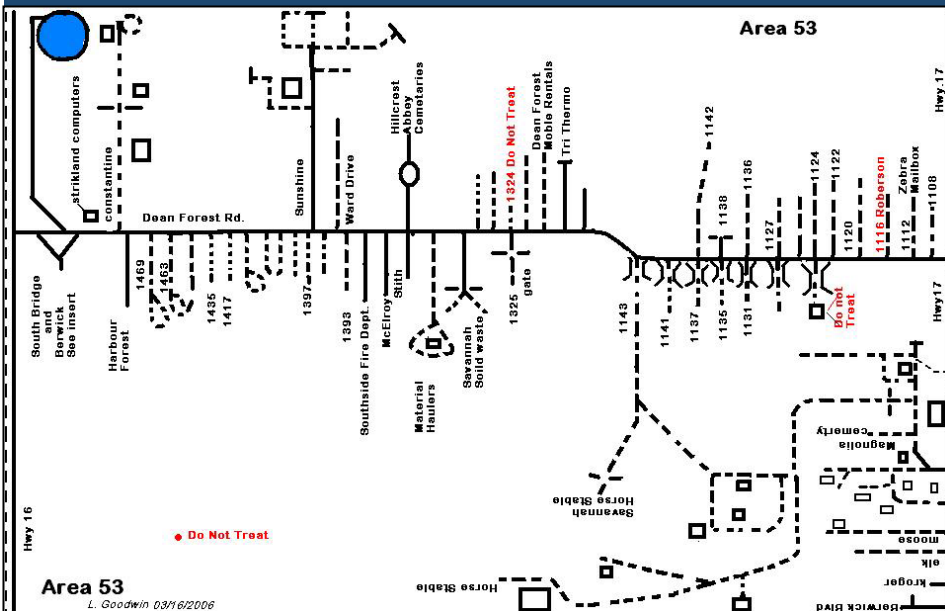 Area 53
Hwy.17
strikland computers
constantine
Dean Forest Rd.
Sunshine
Ward Drive
Hillcrest
Abbey
Cemetaries
1324 Do Not Treat
Dean Forest
Moble Rentals
Tri Thermo
1142
1138
1136
1127
1124
1122
1120
1116 Roberson
1112
Zebra
Mailbox
1108
South Bridge
and
Berwick
See insert
Harbour
Forest
1469
1463
1435
1417
1397
1393
Southside Fire Dept.
McElroy
Stith
Material
Haulers
Savannah
Soild waste
1325
gate
1143
1141
1137
1135
1131
Do not
Treat
Hwy17
Magnolia
cemerty
Savannah
Horse Stable
Horse Stable
moose
elk
kroger
Berwick Blvd
Hwy 16
Do Not Treat
Area 53
L. Goodwin 03/16/2006